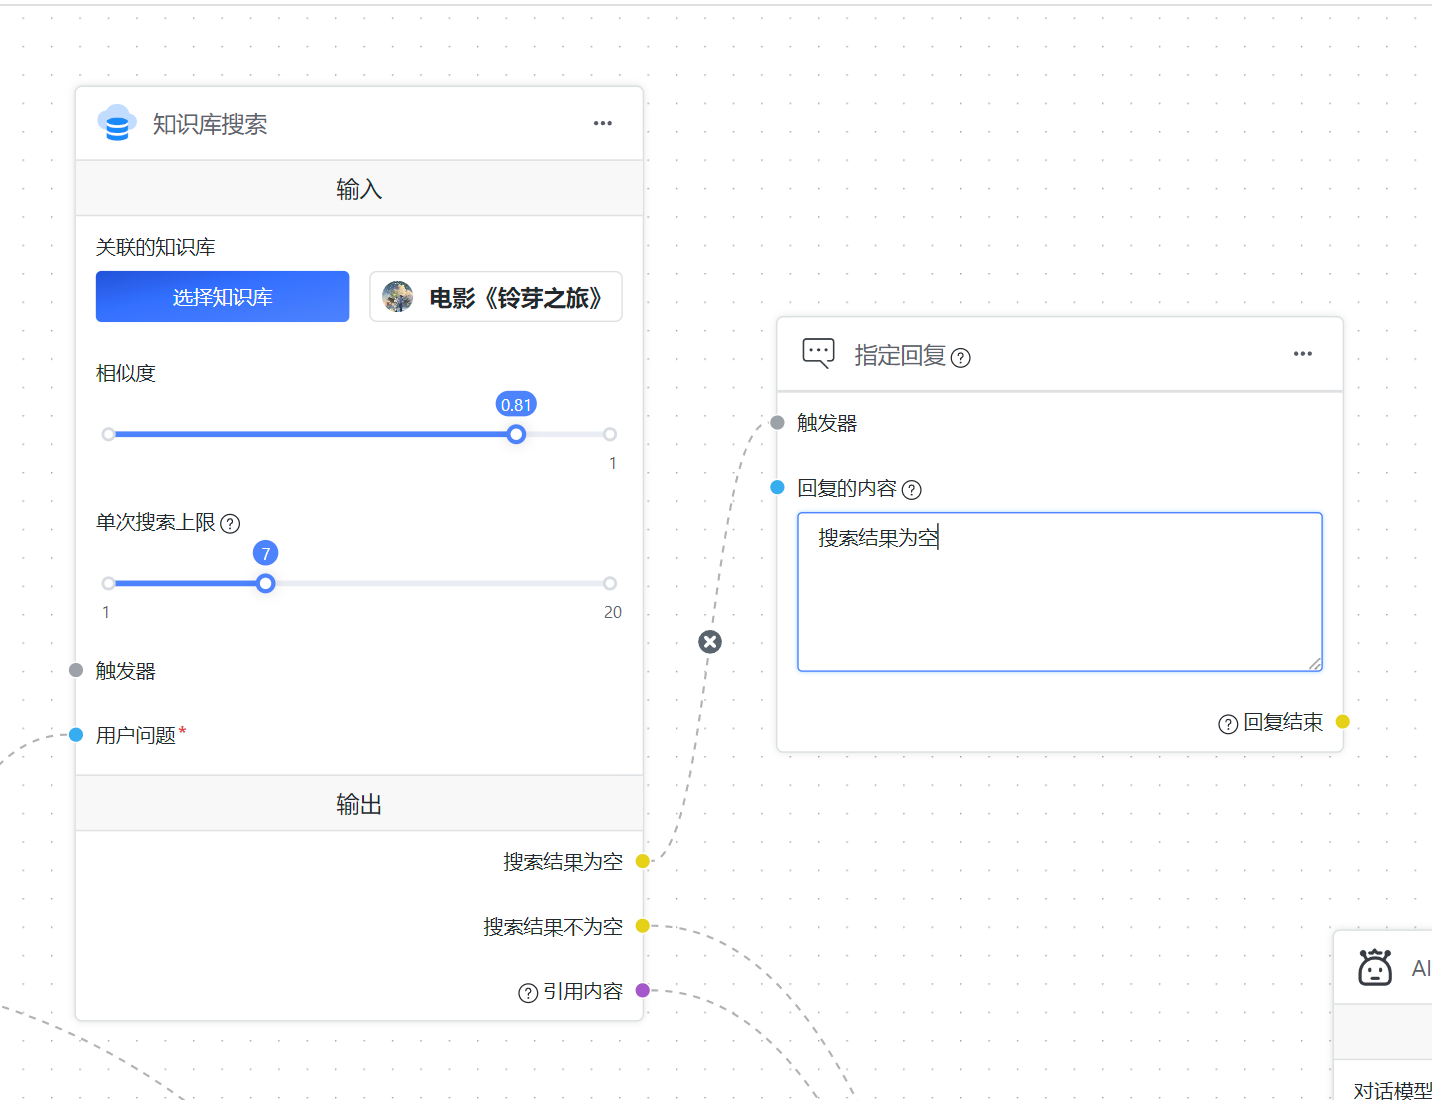 知识库搜索
输入
关联的知识库
选择知识库
电影《铃芽之旅》
相似度
0.81
1
单次搜索上限
7
1
20
触发器
用户问题*
输出
搜索结果为空
搜索结果不为空
引用内容
指定回复
触发器
回复的内容
搜索结果为空
回复结束
AI
对话模型